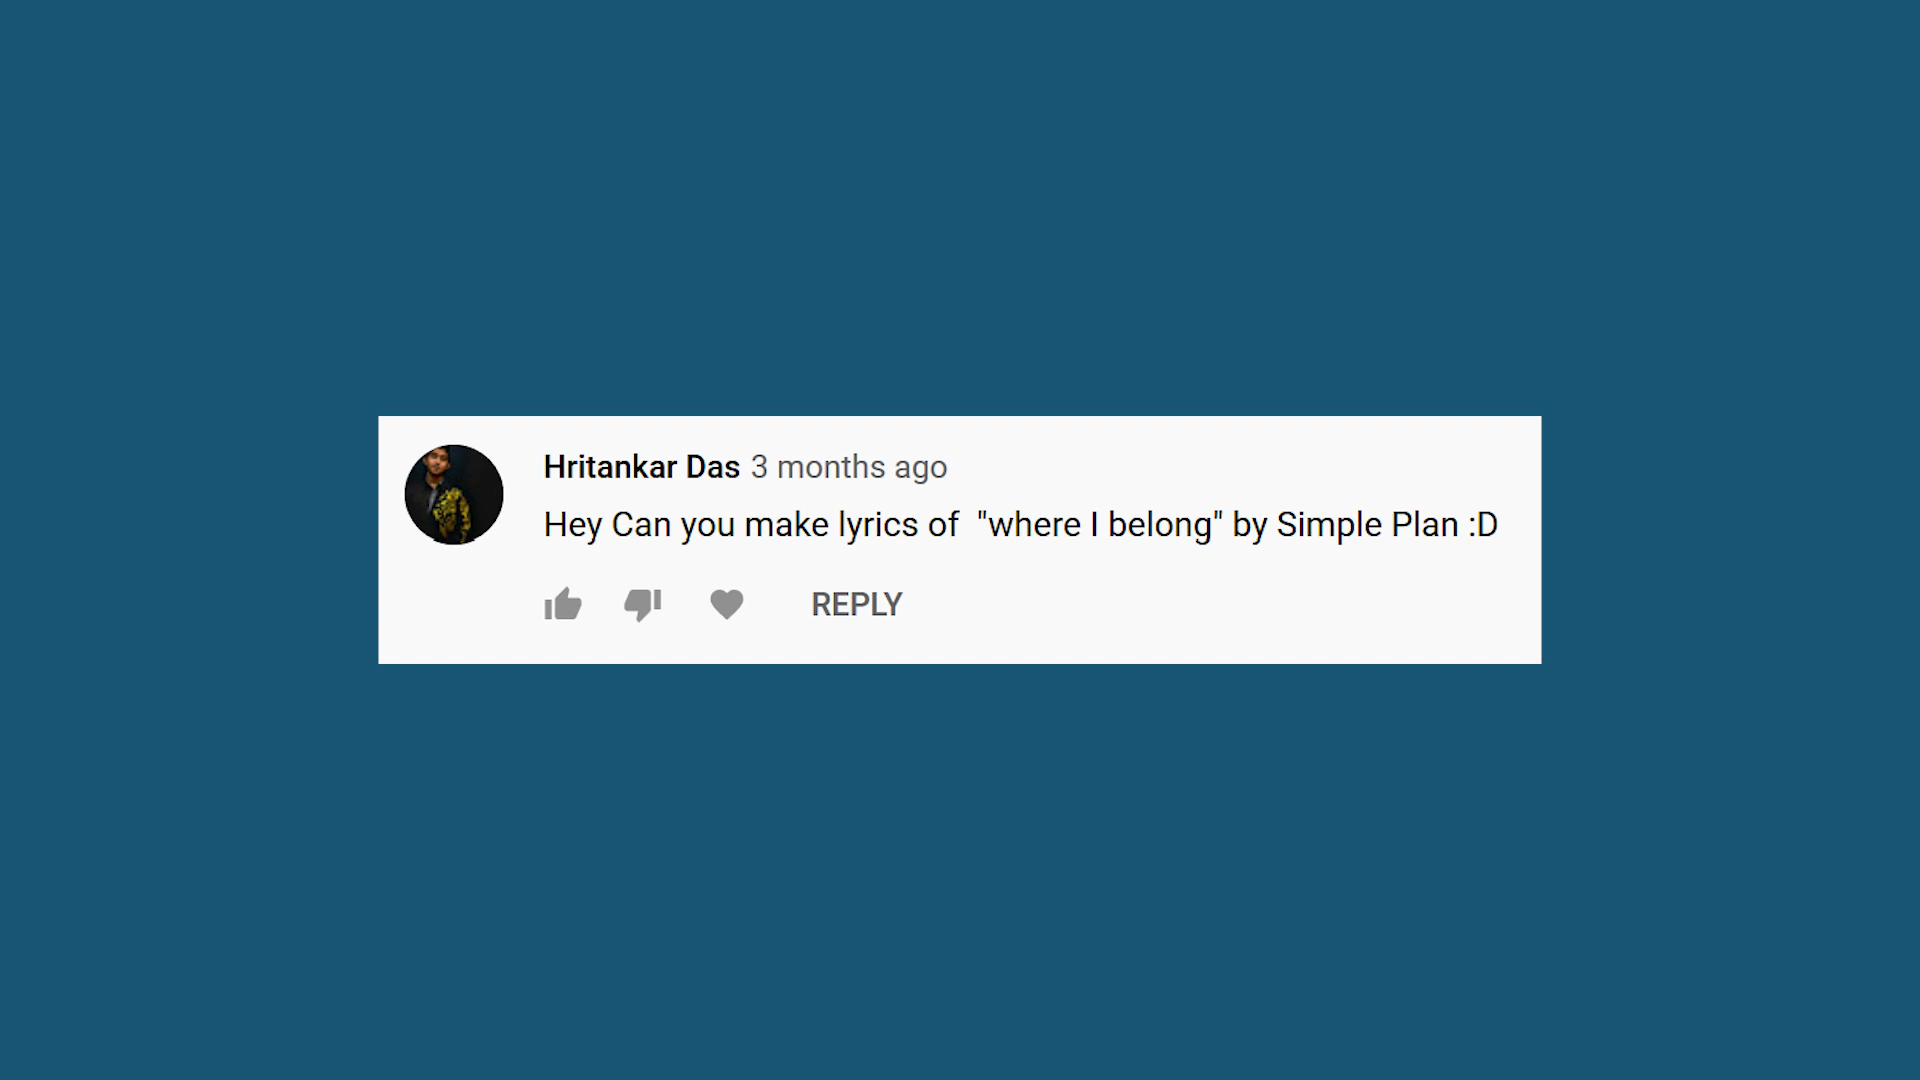 Hritankar Das 3 months ago
Hey Can you make lyrics of  "where I belong" by Simple Plan :D
REPLY